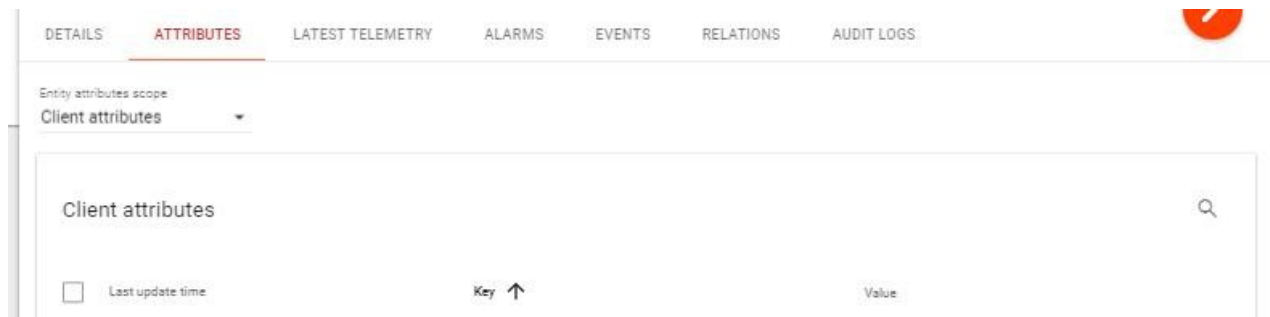 DETAILS ATTRIBUTES LATEST TELEMETRY ALARMS EVENTS RELATIONS AUDIT LOGS
Entity attributes scope
Client attributes
Client attributes
Last update time Key Value